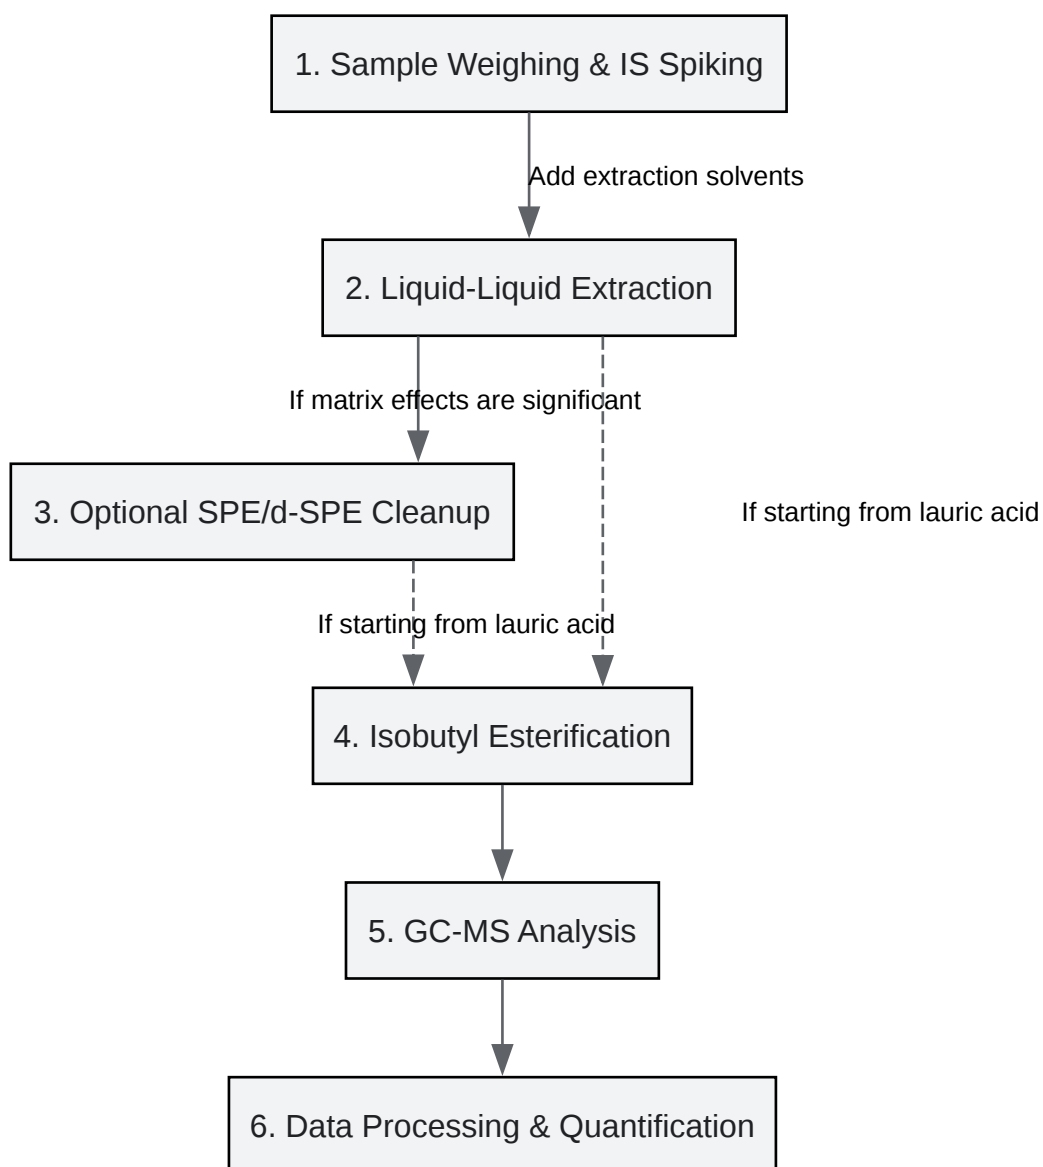 1. Sample Weighing & IS Spiking
Add extraction solvents
2. Liquid-Liquid Extraction
If matrix effects are significant
3. Optional SPE/d-SPE Cleanup
If starting from lauric acid
If starting from lauric acid
4. Isobutyl Esterification
5. GC-MS Analysis
6. Data Processing & Quantification